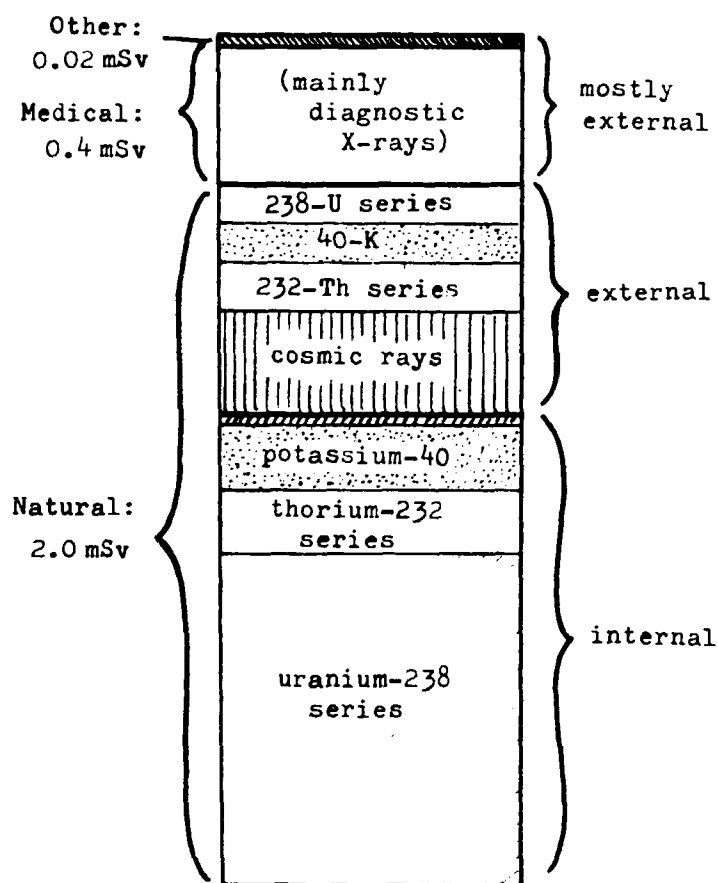 Other:
0.02 mSv
Medical:
0.4 mSv
(mainly
diagnostic
X-rays)
mostly
external
238-U series
40-K
232-Th series
cosmic rays
external
potassium-40
thorium-232
series
uranium-238
series
Natural:
2.0 mSv
internal